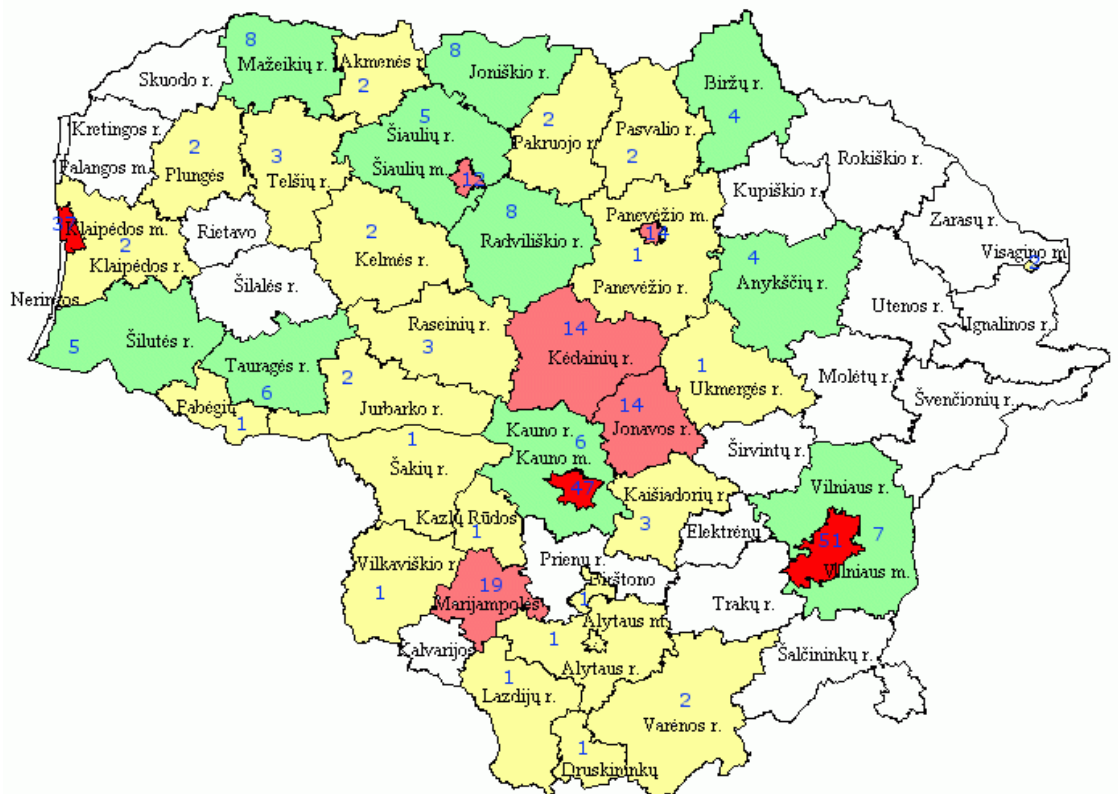 8
Mažeikių r.
Akmenės r.
2
8
Joniškio r.
Skuodo r.
Biržų r.
4
Kretingos r.
Palangos m.
2
Plungės
3
Telšių r.
5
Šiaulių r.
Šiaulių m.
12
2
Pakruojo r.
Pasvalio r.
2
Rokiškio r.
Kupiškio r.
Klaipėdos m.
2
Klaipėdos r.
Rietavo
2
Kelmės r.
8
Radviliškio r.
Panevėžio m.
14
1
Panevėžio r.
4
Anykščių r.
Zarasų r.
Visagino m.
Utenos r.
Ignalinos r.
Neringos
Šilalės r.
5
Šilutės r.
Tauragės r.
6
Raseinių r.
3
14
Kėdainių r.
1
Ukmergės r.
Molėtų r.
Švenčionių r.
Pabėgių
1
2
Jurbarko r.
14
Jonavos r.
1
Šakių r.
Kauno r.
6
Kauno m.
47
Širvintų r.
Kaišiadorių r.
3
Vilniaus r.
51
7
Vilniaus m.
Elektrėnų
Kazlų Rūdos
1
Vilkaviškio r.
1
19
Marijampolės
Prienų r.
Birštono
1
Trakų r.
Kalvarijos
Alytaus m.
1
Alytaus r.
Šalčininkų r.
1
Lazdijų r.
2
Varėnos r.
1
Druskininkų